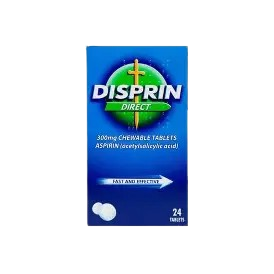 DISPRIN
DIRECT
300mg CHEWABLE TABLETS
ASPIRIN (acetylsalicylic acid)
FAST AND EFFECTIVE
24
TABLETS